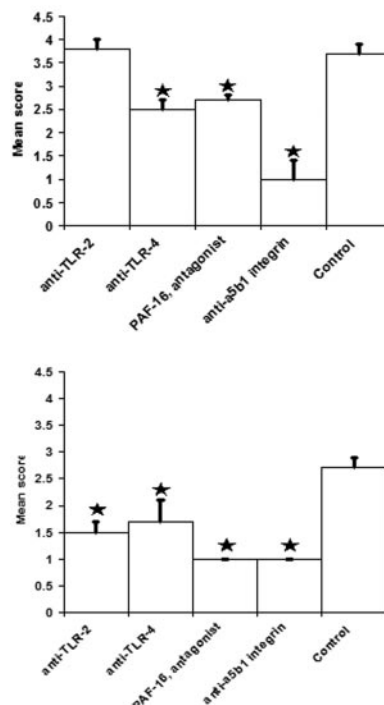 Mean score
4.5
4
3.5
3
2.5
2
1.5
1
0.5
0
anti-TLR-2
anti-TLR-4
PAF-16, antagonist
anti-a5b1 integrin
Control
Mean score
4.5
4
3.5
3
2.5
2
1.5
1
0.5
0
anti-TLR-2
anti-TLR-4
PAF-16, antagonist
anti-a5b1 integrin
Control